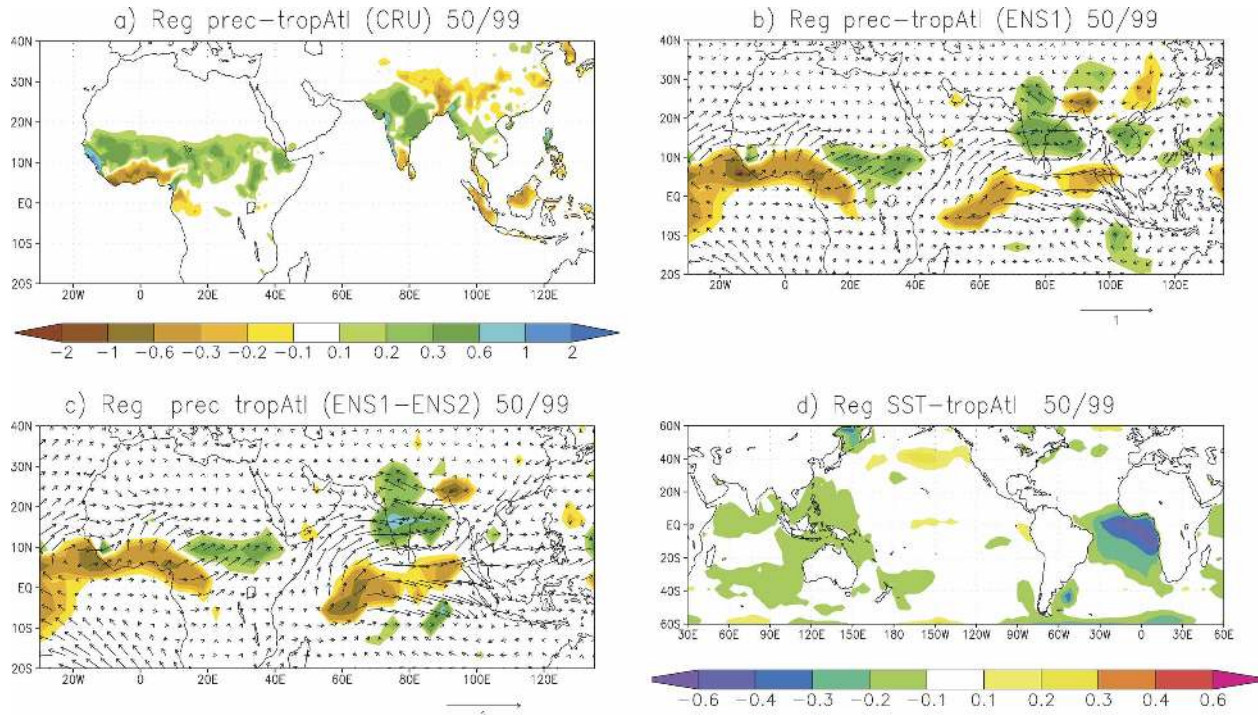 a) Reg prec-tropAtl (CRU) 50/99
40N
30N
20N
10N
EQ
10S
20S
20W 0 20E 40E 60E 80E 100E 120E
-2 -1 -0.6 -0.3 -0.2 -0.1 0.1 0.2 0.3 0.6 1 2
b) Reg prec-tropAtl (ENS1) 50/99
40N
30N
20N
10N
EQ
10S
20S
20W 0 20E 40E 60E 80E 100E 120E
1
c) Reg prec tropAtl (ENS1-ENS2) 50/99
40N
30N
20N
10N
EQ
10S
20S
20W 0 20E 40E 60E 80E 100E 120E
d) Reg SST-tropAtl 50/99
60N
40N
20N
EQ
20S
40S
60S
30E 60E 90E 120E 150E 180 150W 120W 90W 60W 30W 0 30E 60E
-0.6 -0.4 -0.3 -0.2 -0.1 0.1 0.2 0.3 0.4 0.6